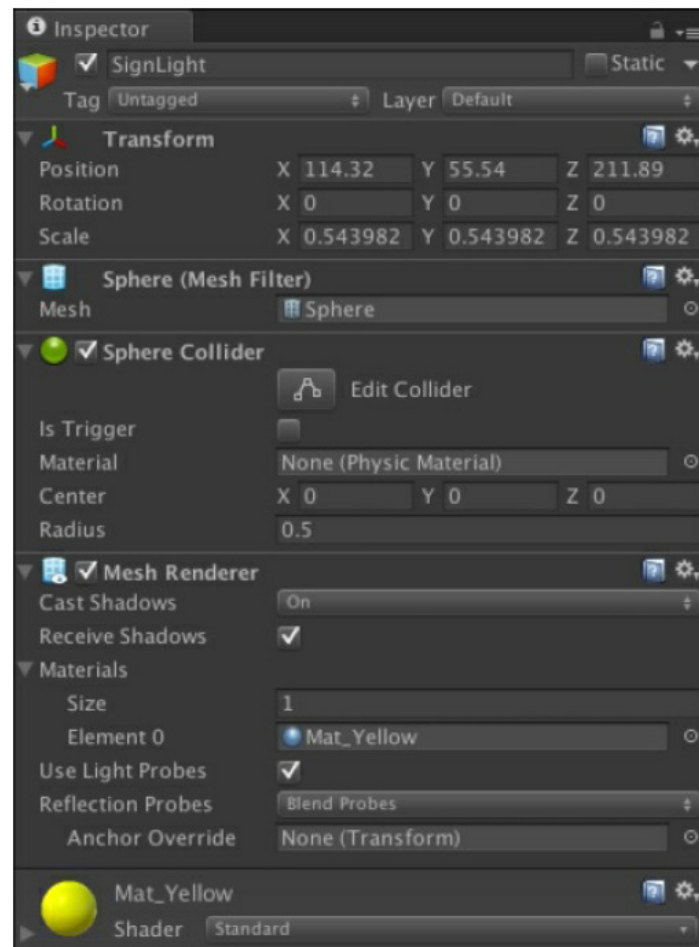 Inspector
SignLight Static
Tag Untagged Layer Default
Transform
Position X 114.32 Y 55.54 Z 211.89
Rotation X 0 Y 0 Z 0
Scale X 0.543982 Y 0.543982 Z 0.543982
Sphere (Mesh Filter)
Mesh Sphere
Sphere Collider
Edit Collider
Is Trigger
Material None (Physic Material)
Center X 0 Y 0 Z 0
Radius 0.5
Mesh Renderer
Cast Shadows On
Receive Shadows
Materials
Size 1
Element 0 Mat_Yellow
Use Light Probes
Reflection Probes Blend Probes
Anchor Override None (Transform)
Mat_Yellow
Shader Standard